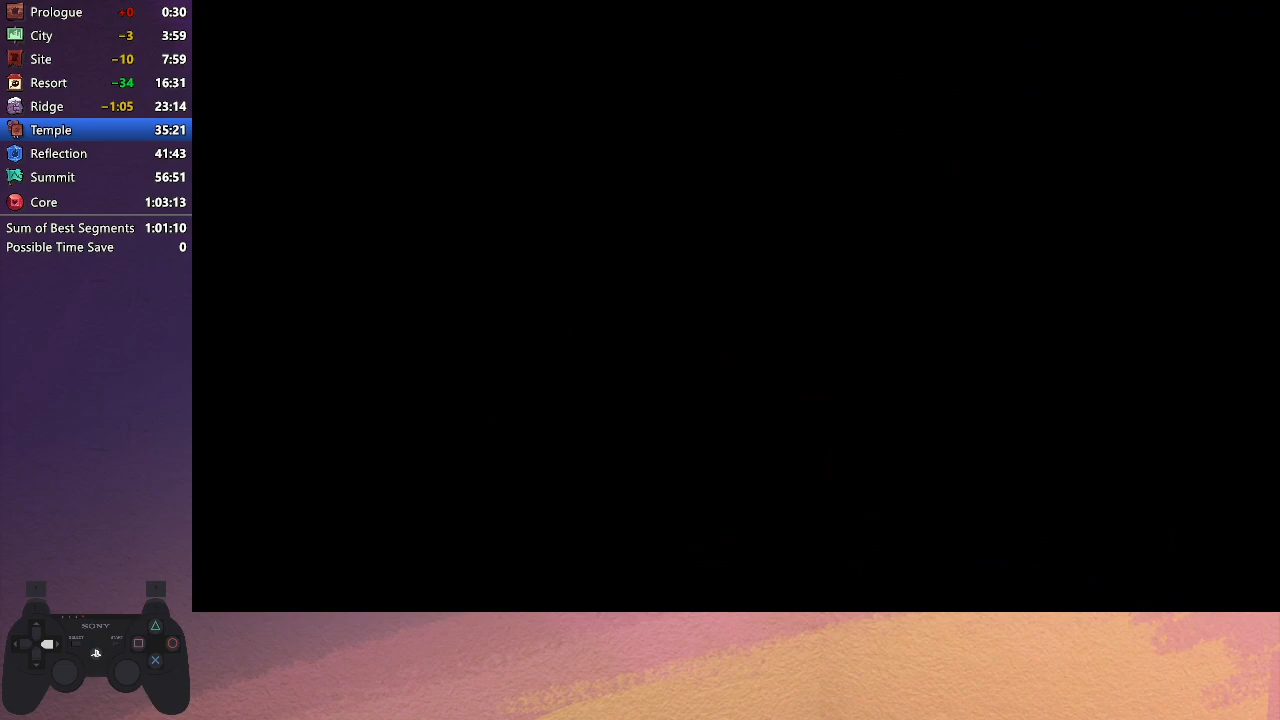 Prologue +0 0:30
City −3 3:59
Site −10 7:59
Resort −34 16:31
Ridge −1:05 23:14
Temple 35:21
Reflection 41:43
Summit 56:51
Core 1:03:13
Sum of Best Segments 1:01:10
Possible Time Save 0
SONY
SELECT START